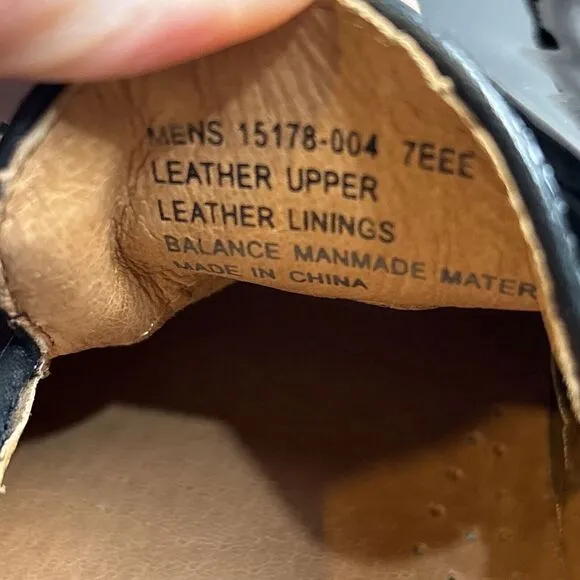 MENS 15178-004 7EEE
LEATHER UPPER
LEATHER LININGS
BALANCE MANMADE MATER
MADE IN CHINA